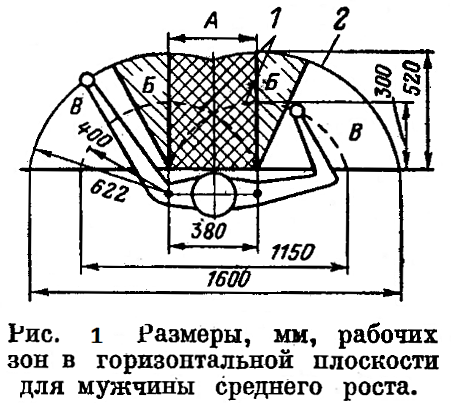 А
1
2
Б
Б
В
В
300
520
400
622
380
1150
1600
Рис. 1 Размеры, мм, рабочих
зон в горизонтальной плоскости
для мужчины среднего роста.